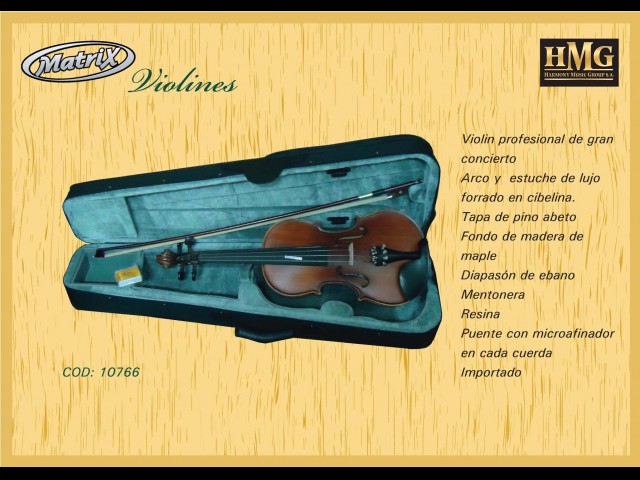 Matrix
Violines
HMG
HARMONY MUSIC GROUP S.A.
Violin profesional de gran
concierto
Arco y estuche de lujo
forrado en cibelina.
Tapa de pino abeto
Fondo de madera de
maple
Diapasón de ebano
Mentonera
Resina
Puente con microafinador
en cada cuerda
Importado
COD: 10766